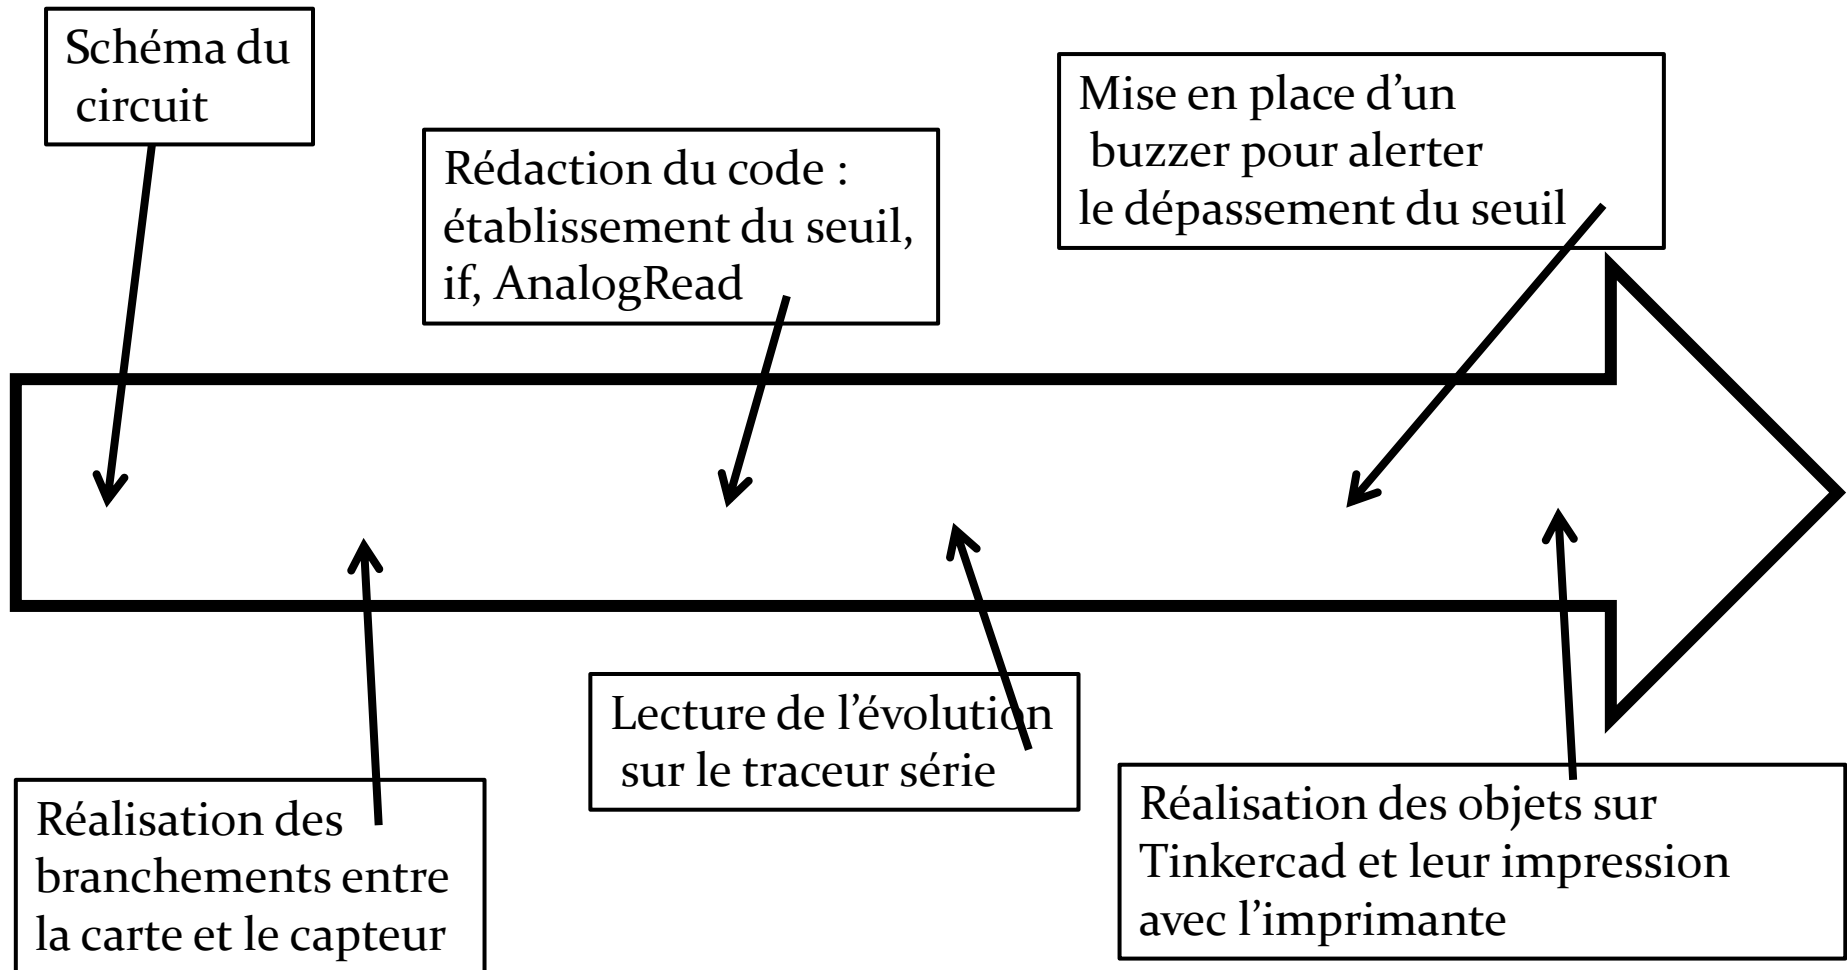 Schéma du
circuit
Rédaction du code :
établissement du seuil,
if, AnalogRead
Mise en place d’un
buzzer pour alerter
le dépassement du seuil
Réalisation des
branchements entre
la carte et le capteur
Lecture de l’évolution
sur le traceur série
Réalisation des objets sur
Tinkercad et leur impression
avec l’imprimante